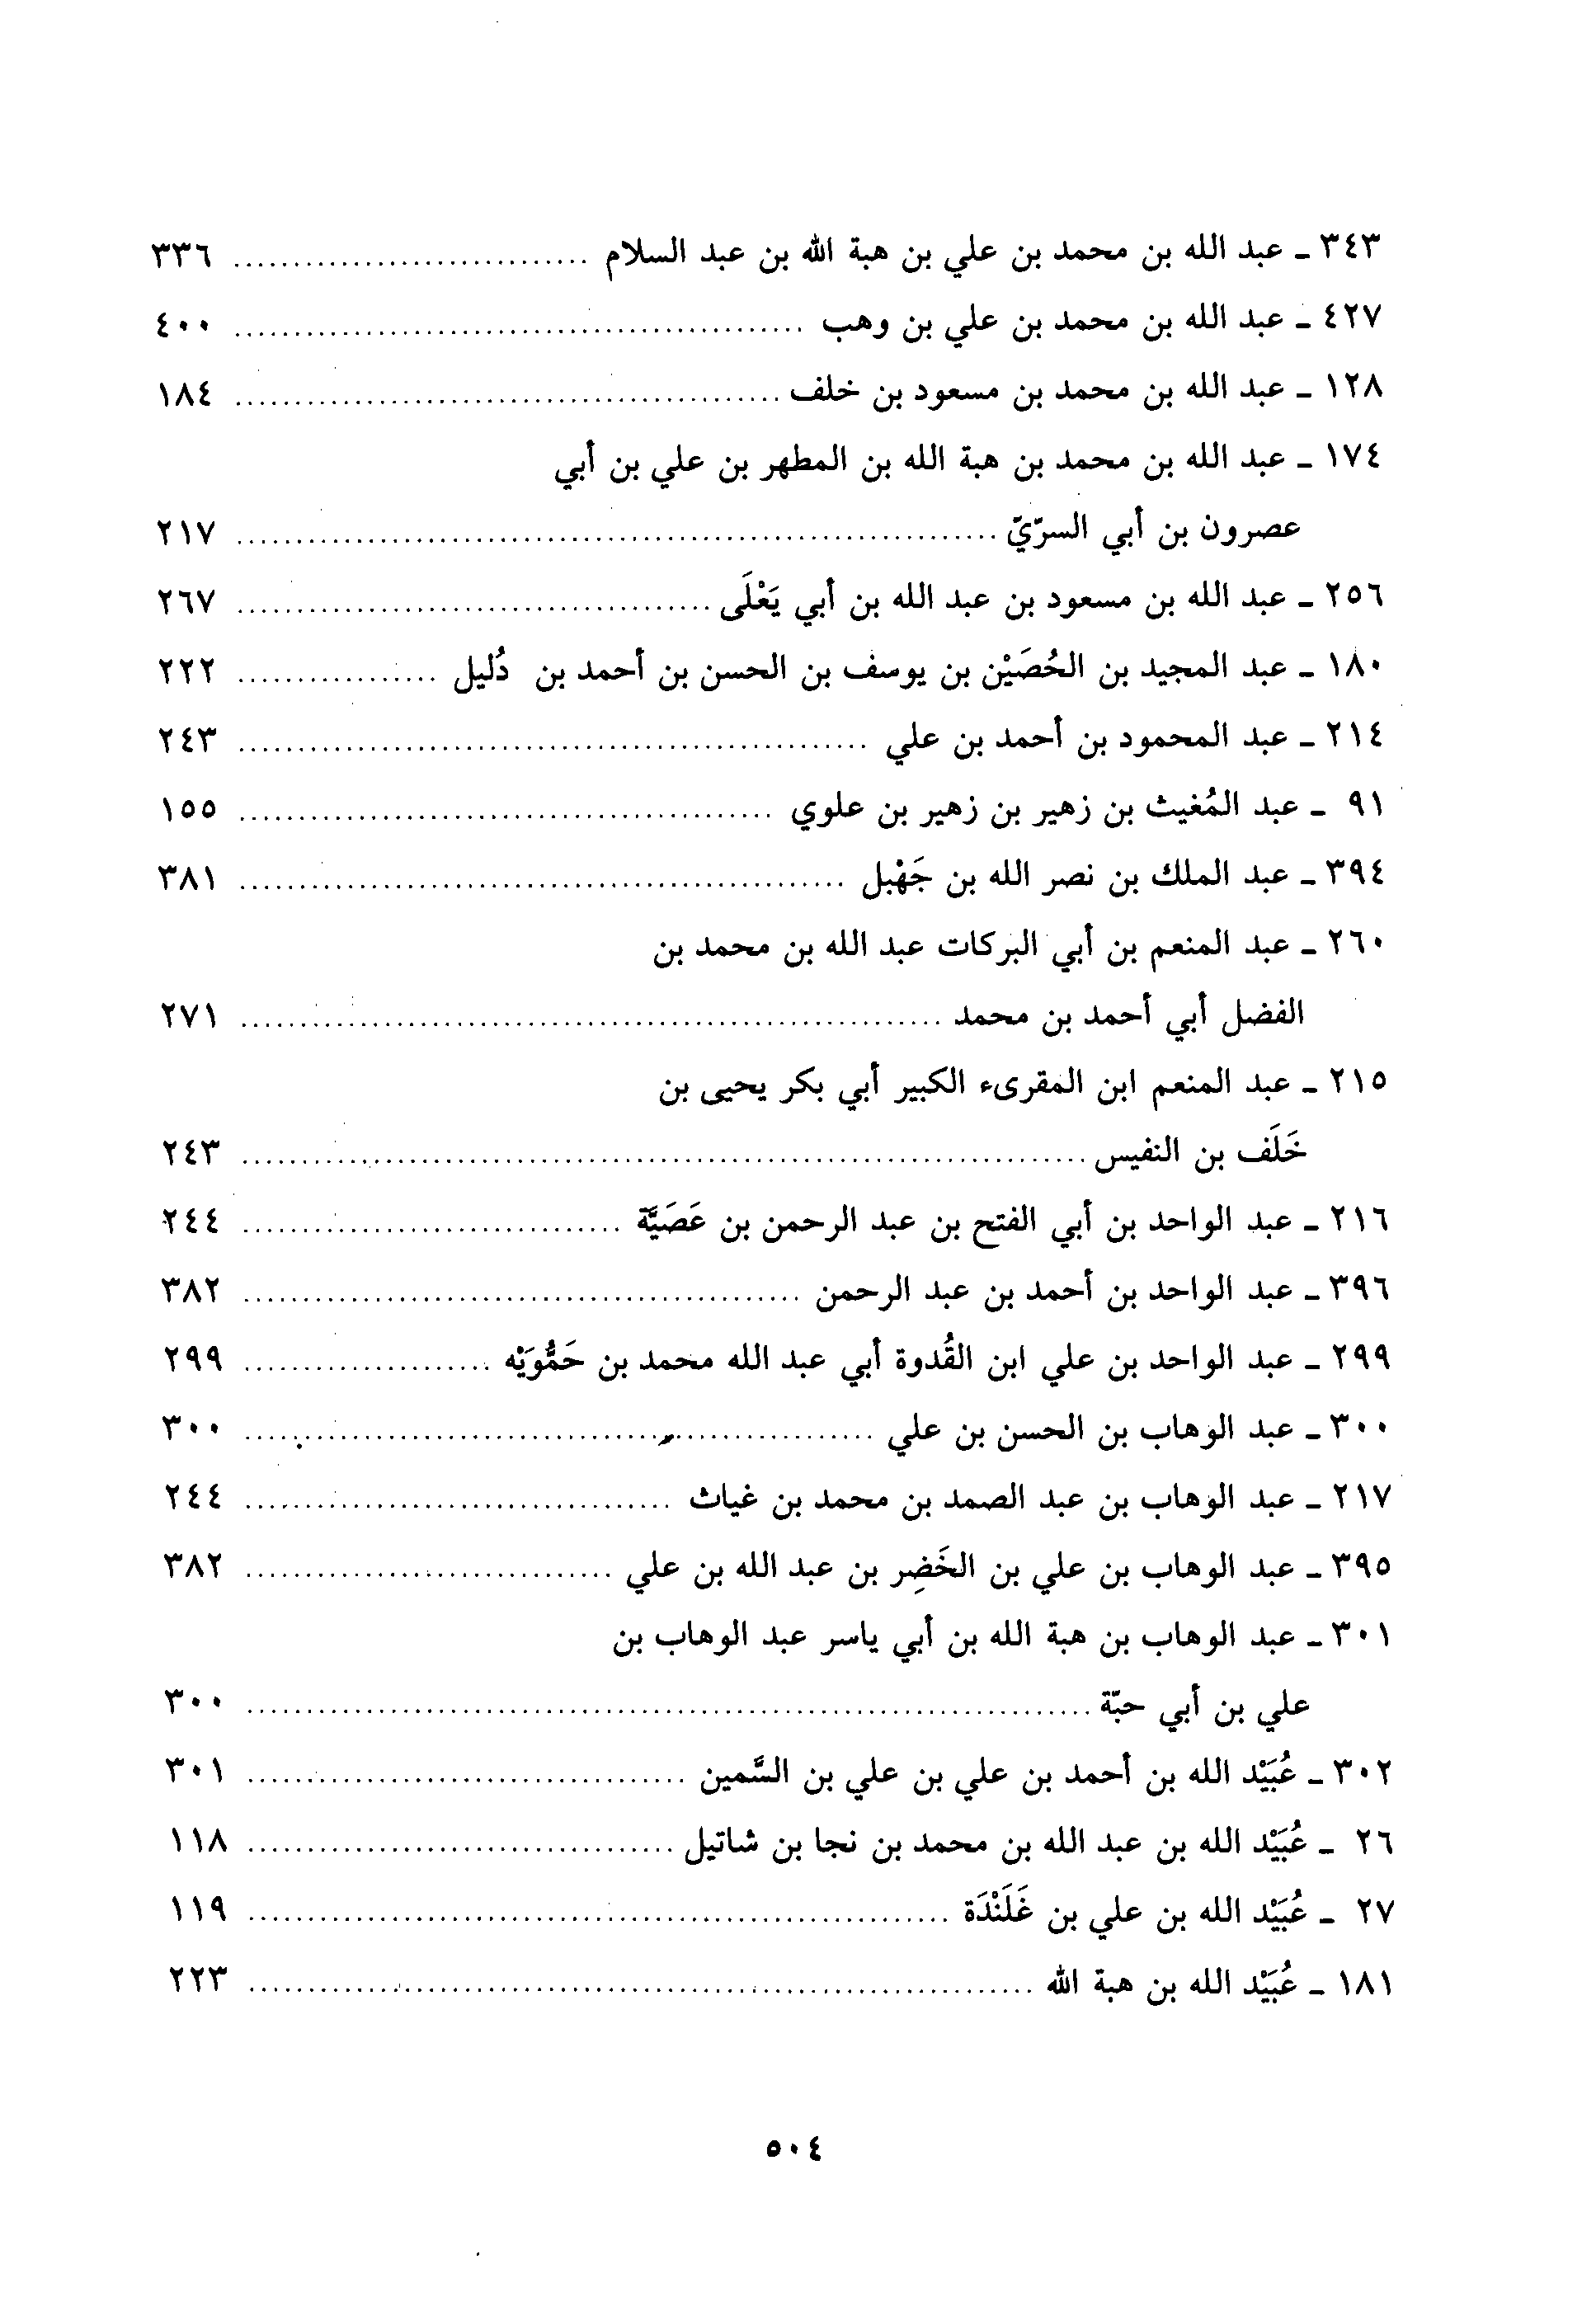 ٣٤٣ - عبد الله بن محمد بن علي بن هبة الله بن عبد السلام .............................. ٣٣٦
٤٢٧ - عبد الله بن محمد بن علي بن وهب .............................. ٤٠٠
١٢٨ - عبد الله بن محمد بن مسعود بن خلف .............................. ١٨٤
١٧٤ - عبد الله بن محمد بن هبة الله بن المطهر بن علي بن أبي
عصرون بن أبي السرّيّ .............................. ٢١٧
٢٥٦ - عبد الله بن مسعود بن عبد الله بن أبي يَعْلَى .............................. ٢٦٧
١٨٠ - عبد المجيد بن الحُصَيْن بن يوسف بن الحسن بن أحمد بن دُليل .............................. ٢٢٢
٢١٤ - عبد المحمود بن أحمد بن علي .............................. ٢٤٣
٩١ - عبد المُغيث بن زهير بن زهير بن علوي .............................. ١٥٥
٣٩٤ - عبد الملك بن نصر الله بن جَهْبل .............................. ٣٨١
٢٦٠ - عبد المنعم بن أبي البركات عبد الله بن محمد بن
الفضل أبي أحمد بن محمد .............................. ٢٧١
٢١٥ - عبد المنعم ابن المقرىء الكبير أبي بكر يحيى بن
خَلَف بن النفيس .............................. ٢٤٣
٢١٦ - عبد الواحد بن أبي الفتح بن عبد الرحمن بن عَصَيَّة .............................. ٢٤٤
٣٩٦ - عبد الواحد بن أحمد بن عبد الرحمن .............................. ٣٨٢
٢٩٩ - عبد الواحد بن علي ابن القُدوة أبي عبد الله محمد بن حَمُّوَيْه .............................. ٢٩٩
٣٠٠ - عبد الوهاب بن الحسن بن علي .............................. ٣٠٠
٢١٧ - عبد الوهاب بن عبد الصمد بن محمد بن غياث .............................. ٢٤٤
٣٩٥ - عبد الوهاب بن علي بن الخَضِر بن عبد الله بن علي .............................. ٣٨٢
٣٠١ - عبد الوهاب بن هبة الله بن أبي ياسر عبد الوهاب بن
علي بن أبي حبّة .............................. ٣٠٠
٣٠٢ - عُبَيْد الله بن أحمد بن علي بن علي بن السَّمين .............................. ٣٠١
٢٦ - عُبَيْد الله بن عبد الله بن محمد بن نجا بن شاتيل .............................. ١١٨
٢٧ - عُبَيْد الله بن علي بن غَلَنْدَة .............................. ١١٩
١٨١ - عُبَيْد الله بن هبة الله .............................. ٢٢٣
٥٠٤